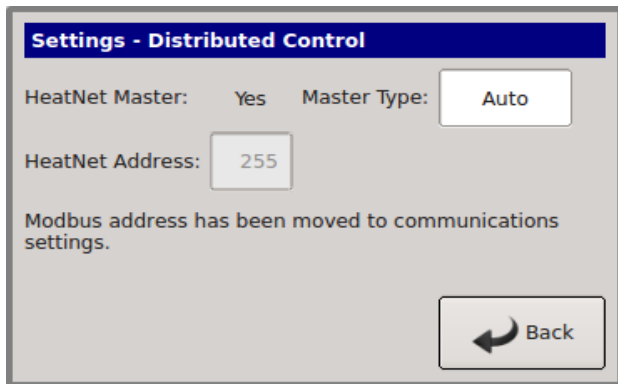 Settings - Distributed Control
HeatNet Master: Yes Master Type: Auto
HeatNet Address: 255
Modbus address has been moved to communications
settings.
Back